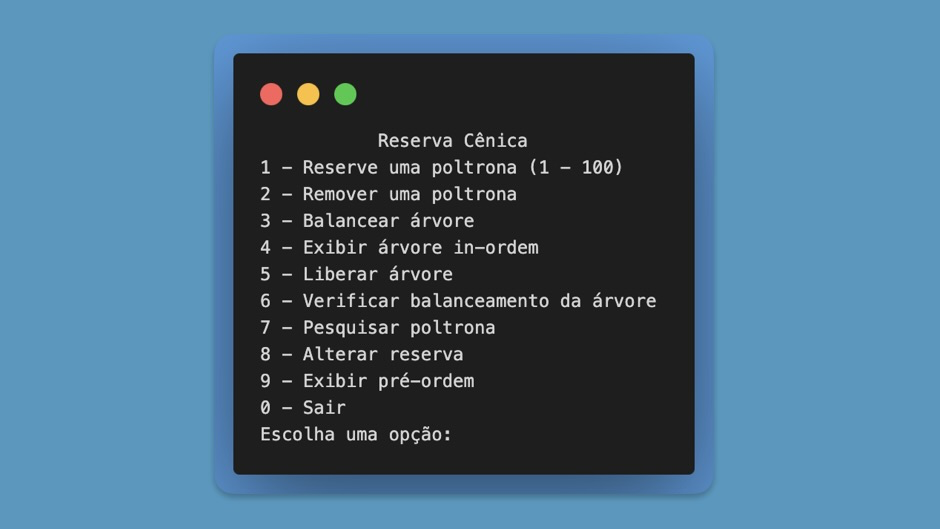 Reserva Cênica
1 - Reserve uma poltrona (1 - 100)
2 - Remover uma poltrona
3 - Balancear árvore
4 - Exibir árvore in-ordem
5 - Liberar árvore
6 - Verificar balanceamento da árvore
7 - Pesquisar poltrona
8 - Alterar reserva
9 - Exibir pré-ordem
0 - Sair
Escolha uma opção: